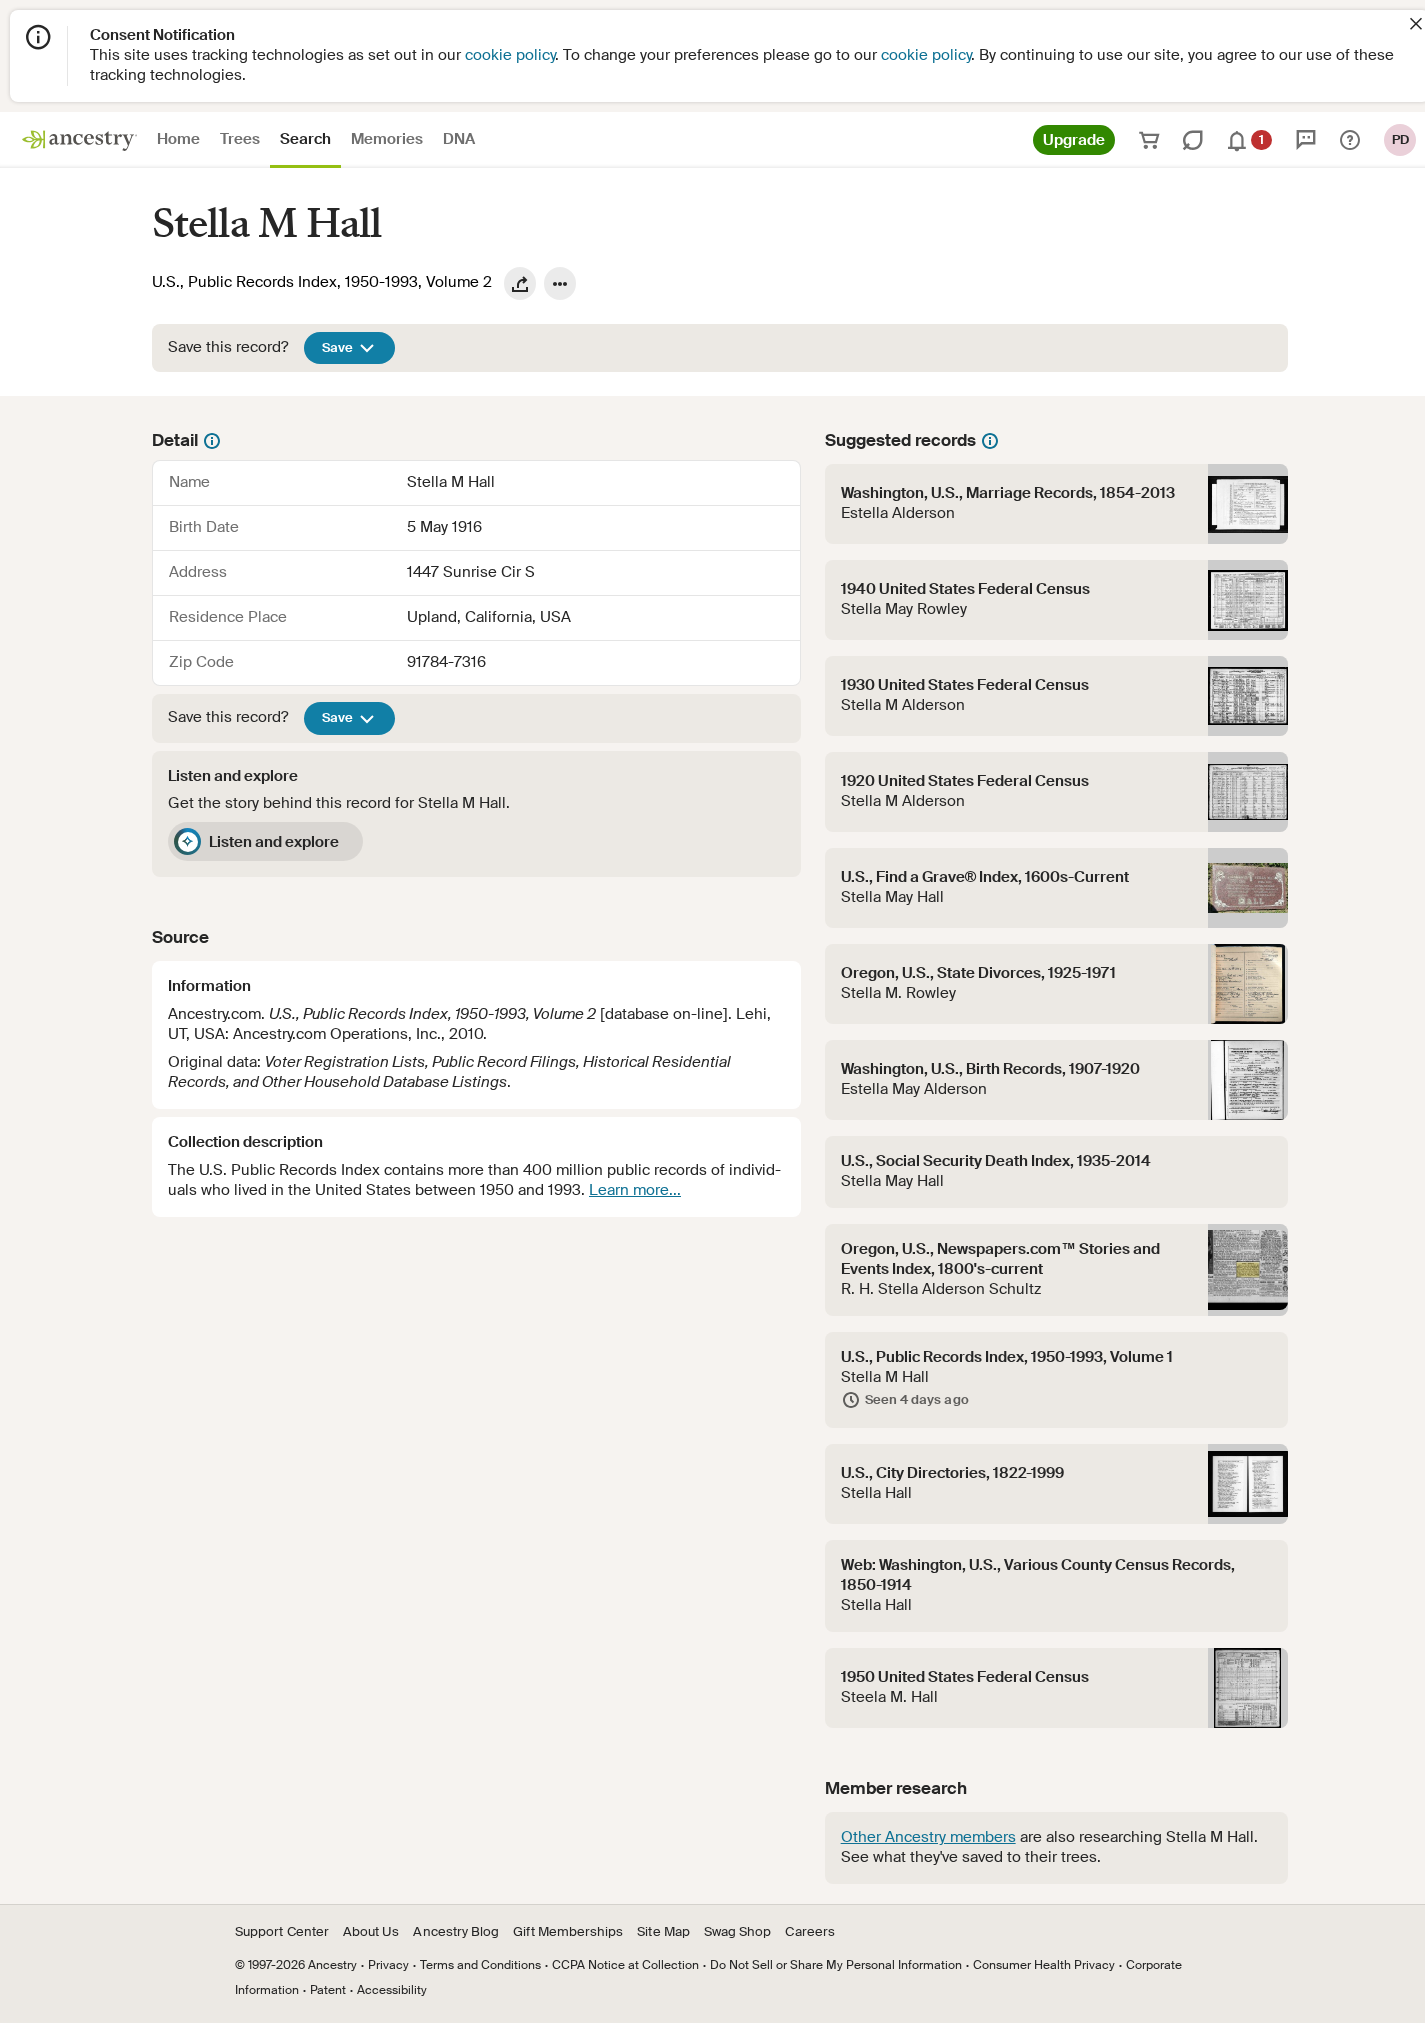 Consent Notification
This site uses tracking technologies as set out in our cookie policy. To change your preferences please go to our cookie policy. By continuing to use our site, you agree to our use of these
tracking technologies.
ancestry Home Trees Search Memories DNA Upgrade 1 PD
Stella M Hall
U.S., Public Records Index, 1950-1993, Volume 2
Save this record? Save
Detail
Name Stella M Hall
Birth Date 5 May 1916
Address 1447 Sunrise Cir S
Residence Place Upland, California, USA
Zip Code 91784-7316
Save this record? Save
Listen and explore
Get the story behind this record for Stella M Hall.
Listen and explore
Source
Information
Ancestry.com. U.S., Public Records Index, 1950-1993, Volume 2 [database on-line]. Lehi,
UT, USA: Ancestry.com Operations, Inc., 2010.
Original data: Voter Registration Lists, Public Record Filings, Historical Residential
Records, and Other Household Database Listings.
Collection description
The U.S. Public Records Index contains more than 400 million public records of individ-
uals who lived in the United States between 1950 and 1993. Learn more...
Suggested records
Washington, U.S., Marriage Records, 1854-2013
Estella Alderson
1940 United States Federal Census
Stella May Rowley
1930 United States Federal Census
Stella M Alderson
1920 United States Federal Census
Stella M Alderson
U.S., Find a Grave® Index, 1600s-Current
Stella May Hall
HALL
Oregon, U.S., State Divorces, 1925-1971
Stella M. Rowley
Washington, U.S., Birth Records, 1907-1920
Estella May Alderson
U.S., Social Security Death Index, 1935-2014
Stella May Hall
Oregon, U.S., Newspapers.com™ Stories and
Events Index, 1800's-current
R. H. Stella Alderson Schultz
U.S., Public Records Index, 1950-1993, Volume 1
Stella M Hall
Seen 4 days ago
U.S., City Directories, 1822-1999
Stella Hall
Web: Washington, U.S., Various County Census Records,
1850-1914
Stella Hall
1950 United States Federal Census
Steela M. Hall
Member research
Other Ancestry members are also researching Stella M Hall.
See what they've saved to their trees.
Support Center About Us Ancestry Blog Gift Memberships Site Map Swag Shop Careers
© 1997-2026 Ancestry • Privacy • Terms and Conditions • CCPA Notice at Collection • Do Not Sell or Share My Personal Information • Consumer Health Privacy • Corporate
Information • Patent • Accessibility